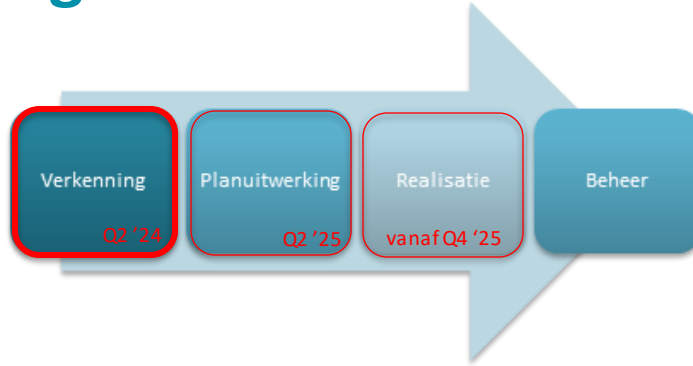 g
Verkenning
Q2 ’24
Planuitwerking
Q2 ’25
Realisatie
vanaf Q4 ‘25
Beheer